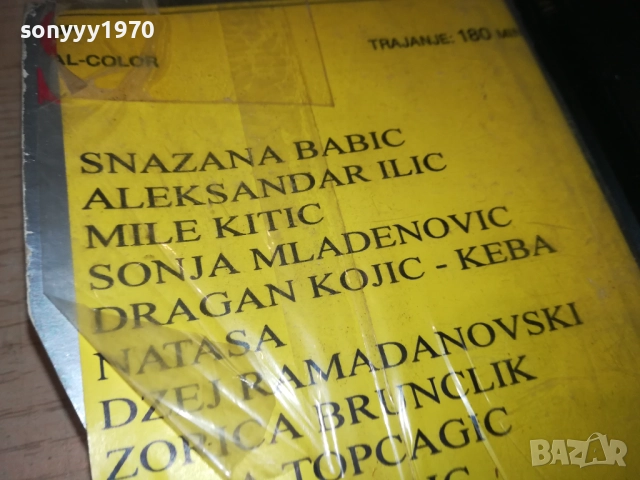 sonyyy1970
AL-COLOR
TRAJANJE: 180 MIN
SNAZANA BABIC
ALEKSANDAR ILIC
MILE KITIC
SONJA MLADENOVIC
DRAGAN KOJIC - KEBA
NATASA
DZEJ RAMADANOVSKI
ZORICA BRUNCLIK
TOPCAGIC
BAZAR